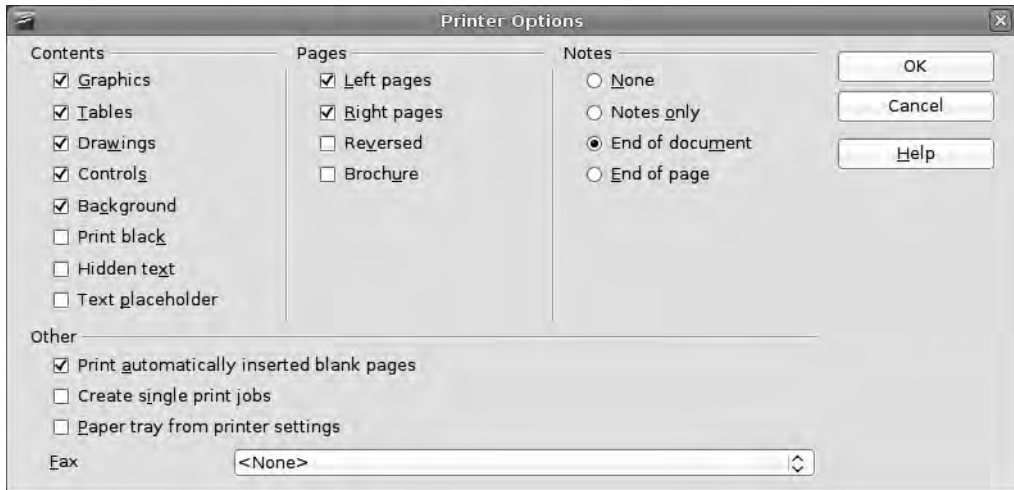 Printer Options
Contents
Graphics
Tables
Drawings
Controls
Background
Print black
Hidden text
Text placeholder
Pages
Left pages
Right pages
Reversed
Brochure
Notes
None
Notes only
End of document
End of page
OK
Cancel
Help
Other
Print automatically inserted blank pages
Create single print jobs
Paper tray from printer settings
Fax
<None>